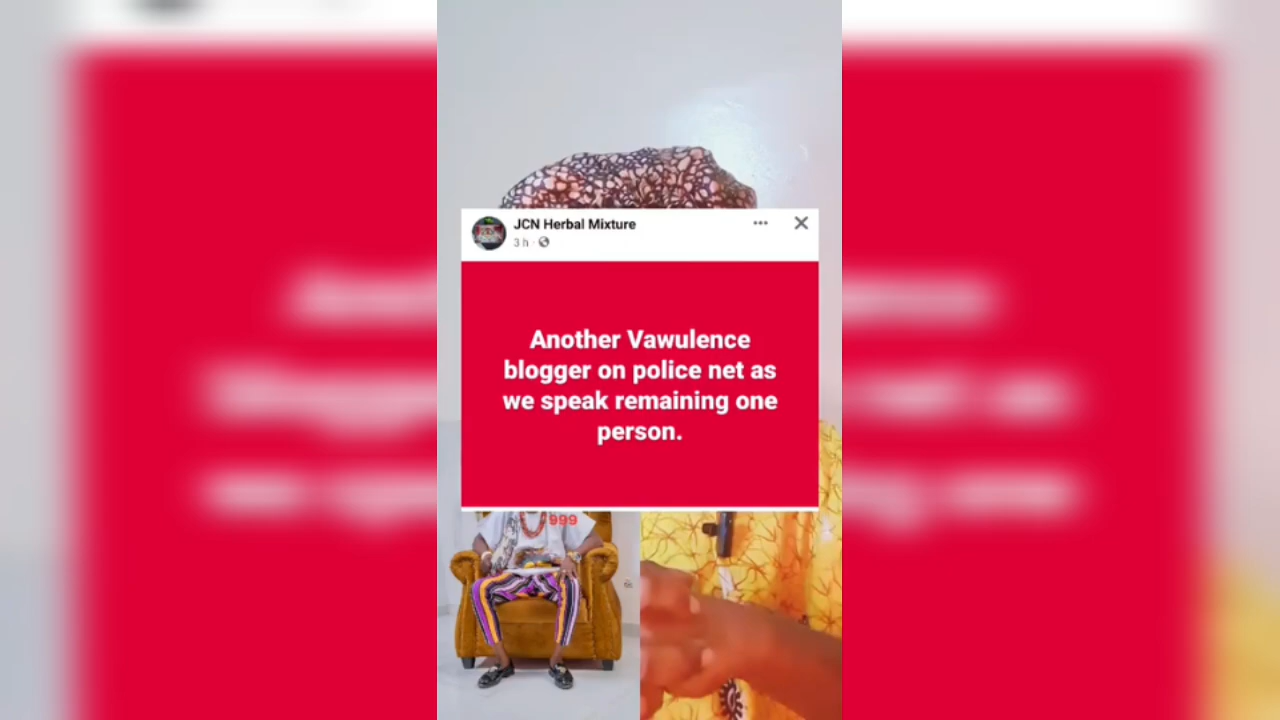 JCN Herbal Mixture
3 h
Another Vawulence
blogger on police net as
we speak remaining one
person.
999